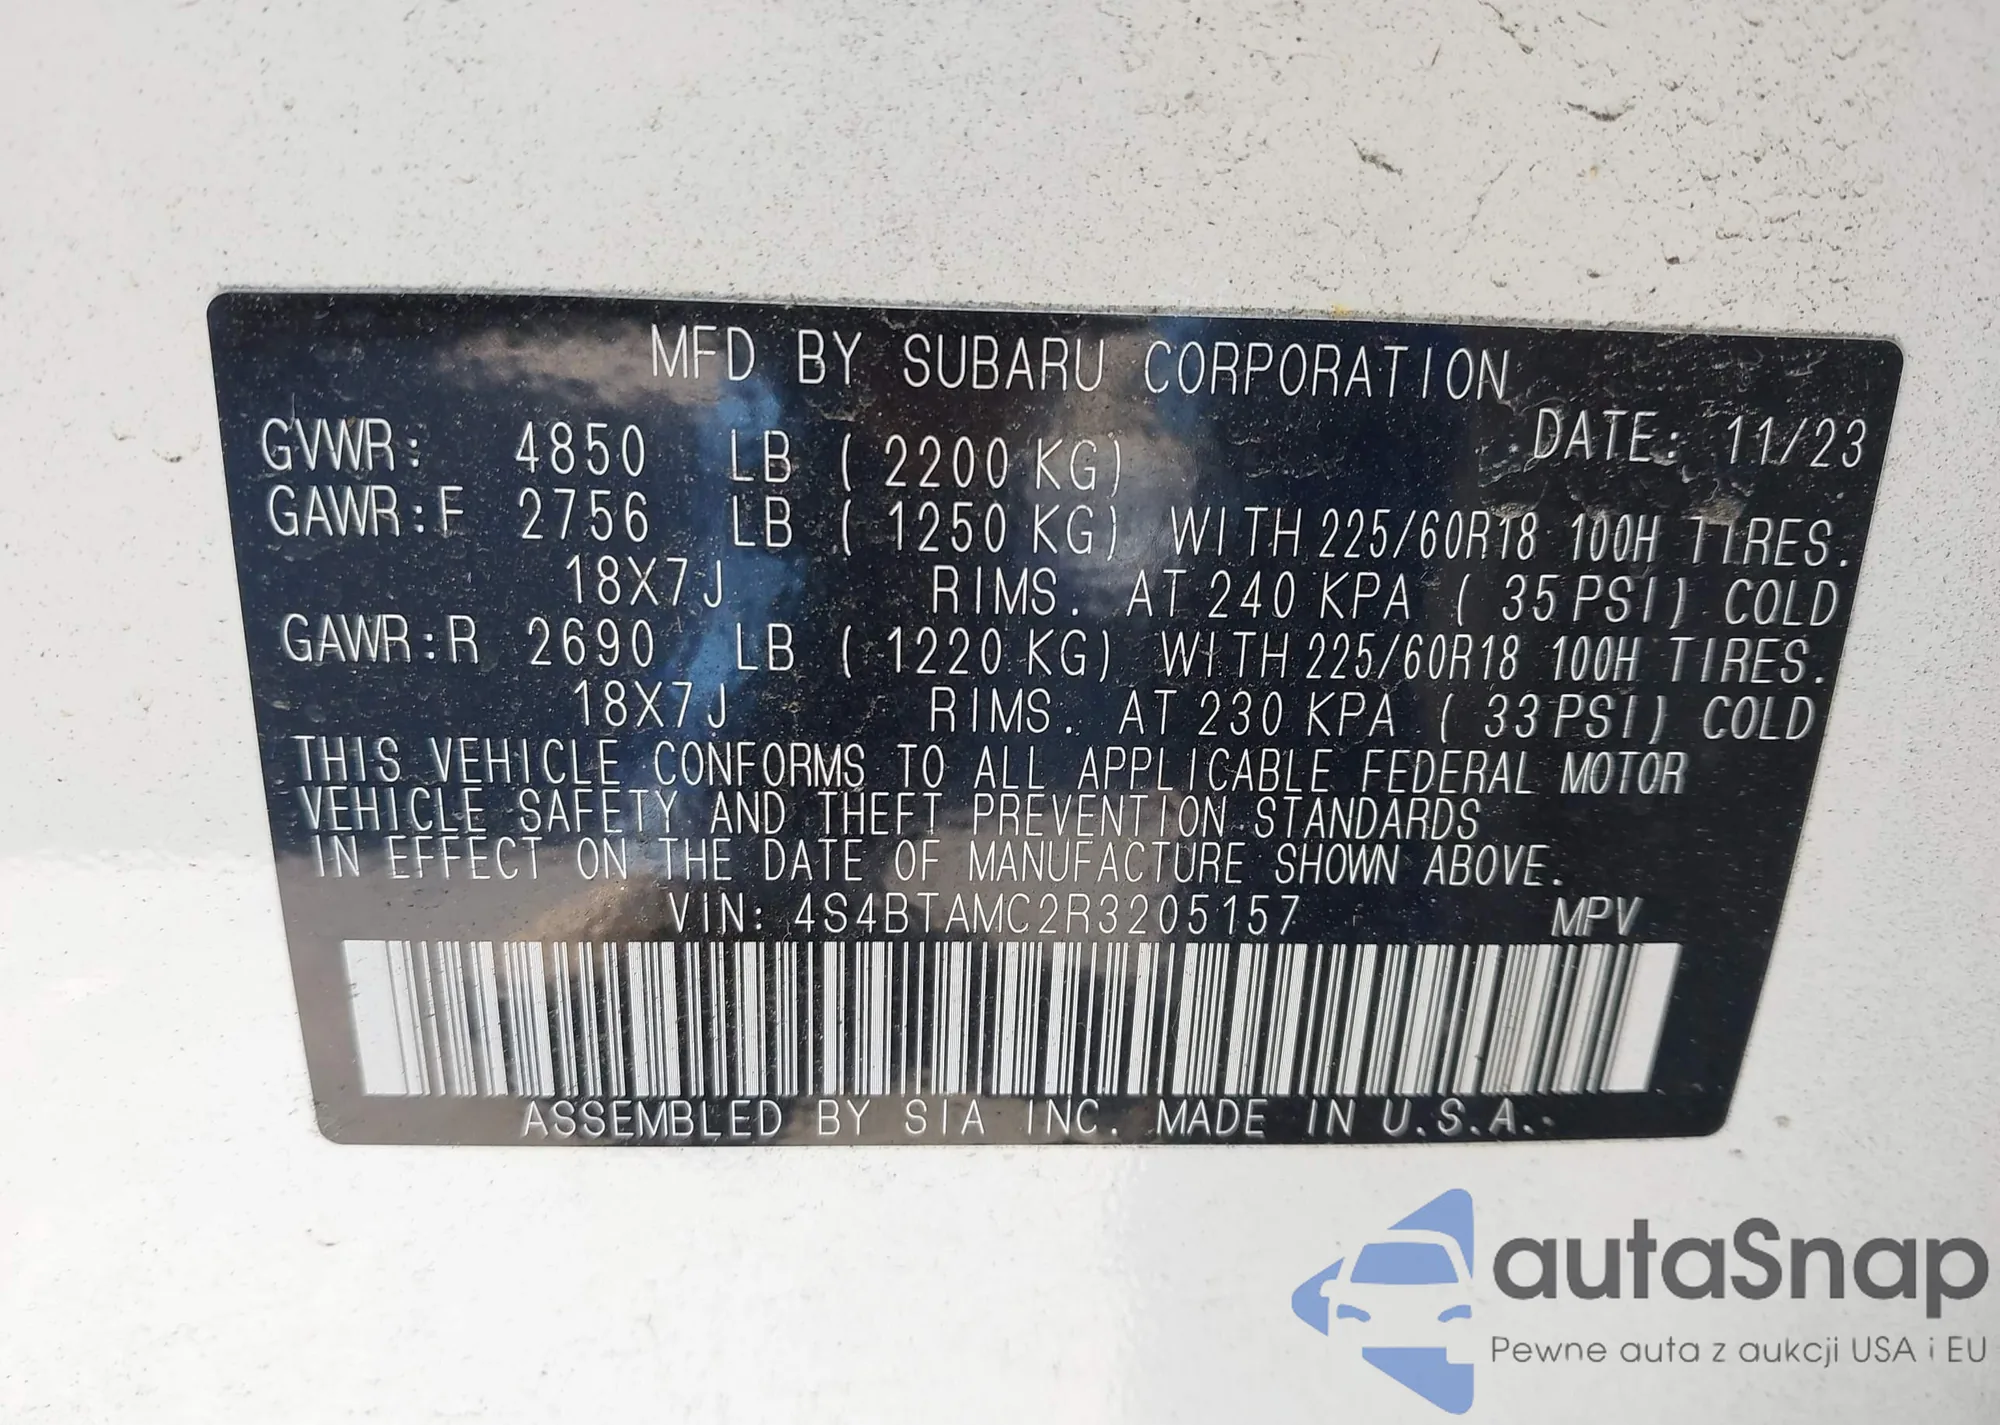 MFD BY SUBARU CORPORATION
DATE: 11/23
GVWR: 4850 LB ( 2200 KG)
GAWR:F 2756 LB ( 1250 KG) WITH 225/60R18 100H TIRES.
18X7J RIMS. AT 240 KPA ( 35 PSI) COLD
GAWR:R 2690 LB ( 1220 KG) WITH 225/60R18 100H TIRES.
18X7J RIMS. AT 230 KPA ( 33 PSI) COLD
THIS VEHICLE CONFORMS TO ALL APPLICABLE FEDERAL MOTOR
VEHICLE SAFETY AND THEFT PREVENTION STANDARDS
IN EFFECT ON THE DATE OF MANUFACTURE SHOWN ABOVE.
VIN: 4S4BTAMC2R3205157 MPV
ASSEMBLED BY SIA INC. MADE IN U.S.A.
autaSnap
Pewne auta z aukcji USA i EU